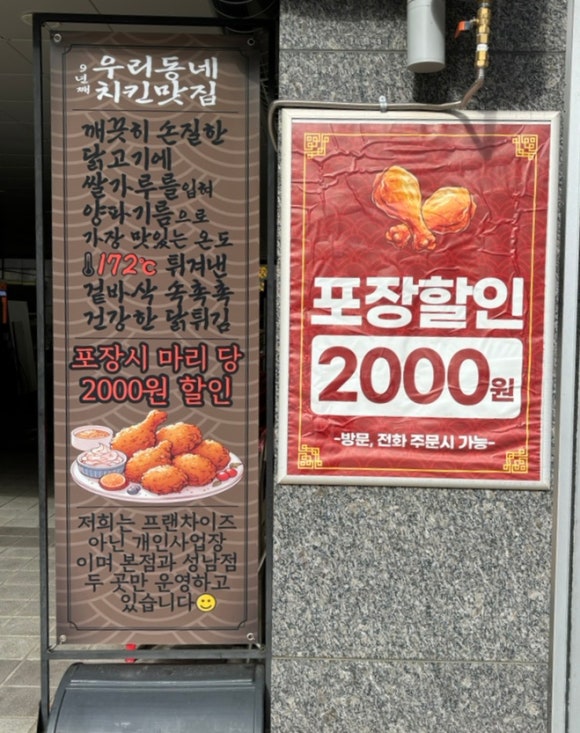 9년째
우리동네
치킨맛집
깨끗히 손질한
닭고기에
쌀가루를입혀
양라기름으로
가장 맛있는 온도
172℃ 튀겨낸
겉바삭 속촉촉
건강한 닭튀김
포장시 마리 당
2000원 할인
저희는 프랜차이즈
아닌 개인사업장
이며 본점과 성남점
두 곳만 운영하고
있습니다
포장할인
2000원
-방문, 전화 주문시 가능-